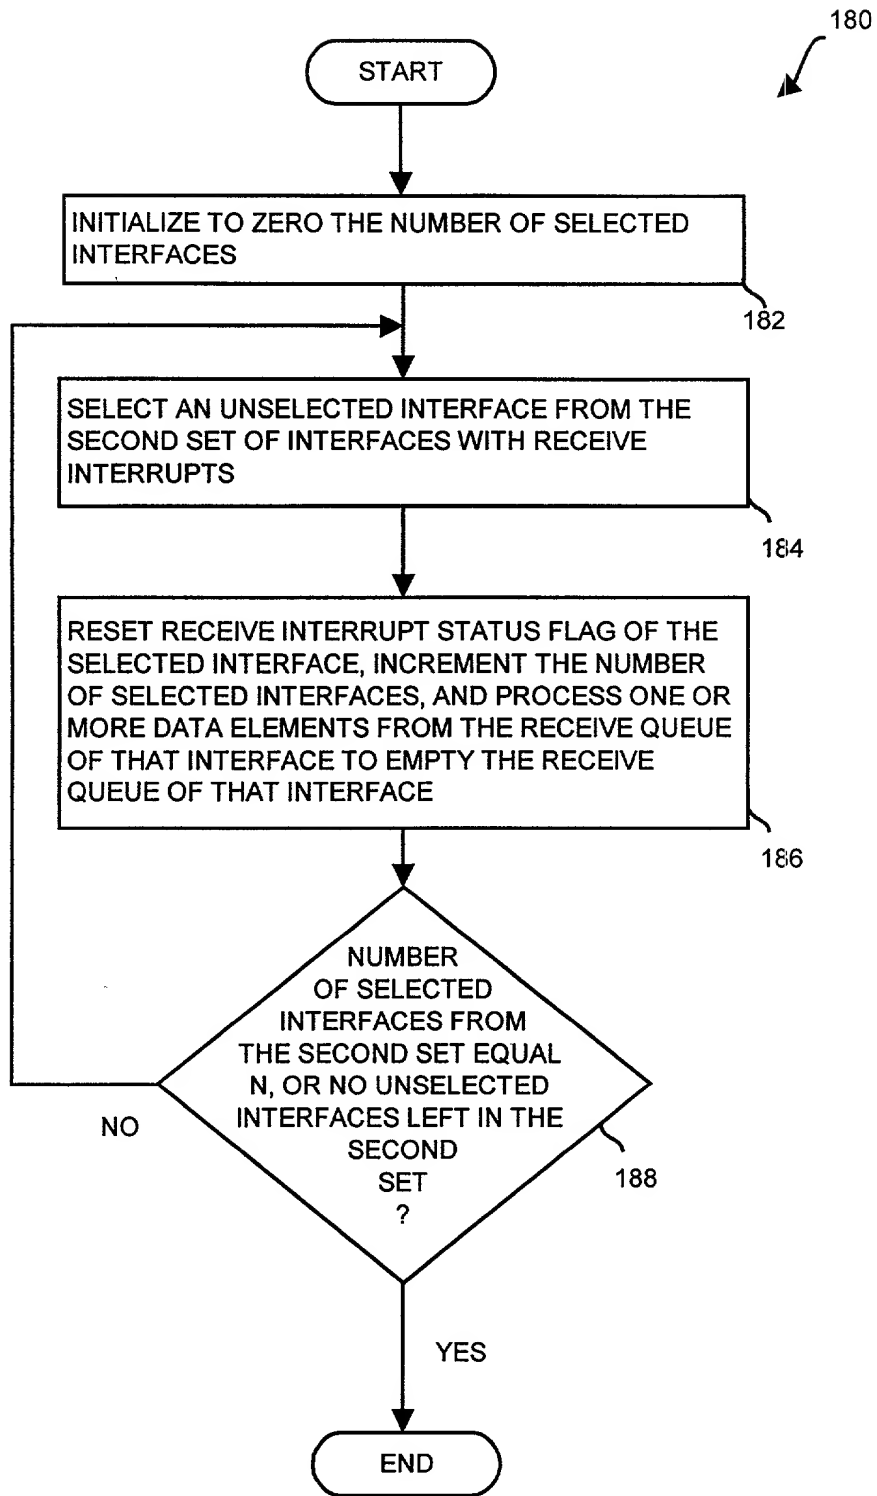 180
START
INITIALIZE TO ZERO THE NUMBER OF SELECTED
INTERFACES.
182
SELECT AN UNSELECTED INTERFACE FROM THE
SECOND SET OF INTERFACES WITH RECEIVE
INTERRUPTS
184
RESET RECEIVE INTERRUPT STATUS FLAG OF THE
SELECTED INTERFACE, INCREMENT THE NUMBER
OF SELECTED INTERFACES, AND PROCESS ONE OR
MORE DATA ELEMENTS FROM THE RECEIVE QUEUE
OF THAT INTERFACE TO EMPTY THE RECEIVE
QUEUE OF THAT INTERFACE
186
NUMBER
OF SELECTED
INTERFACES FROM
THE SECOND SET EQUAL
N, OR NO UNSELECTED
INTERFACES LEFT IN THE
SECOND
SET
?
NO
188
YES
END